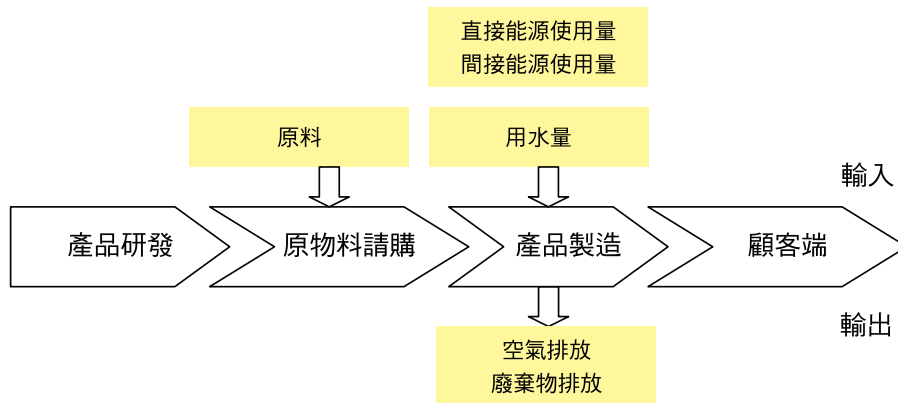 直接能源使用量
間接能源使用量
原料
用水量
輸入
產品研發
原物料請購
產品製造
顧客端
輸出
空氣排放
廢棄物排放